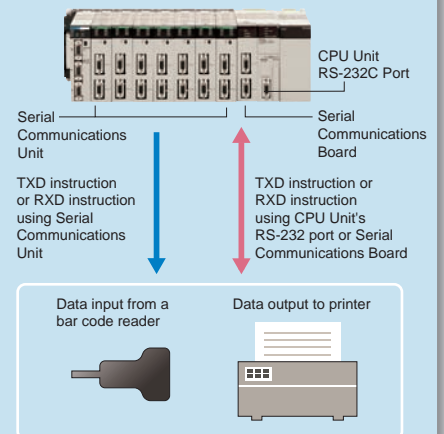 CPU Unit
RS-232C Port
Serial
Communications
Unit
Serial
Communications
Board
TXD instruction
or RXD instruction
using Serial
Communications
Unit
TXD instruction or
RXD instruction
using CPU Unit's
RS-232 port or Serial
Communications Board
Data input from a
bar code reader
Data output to printer